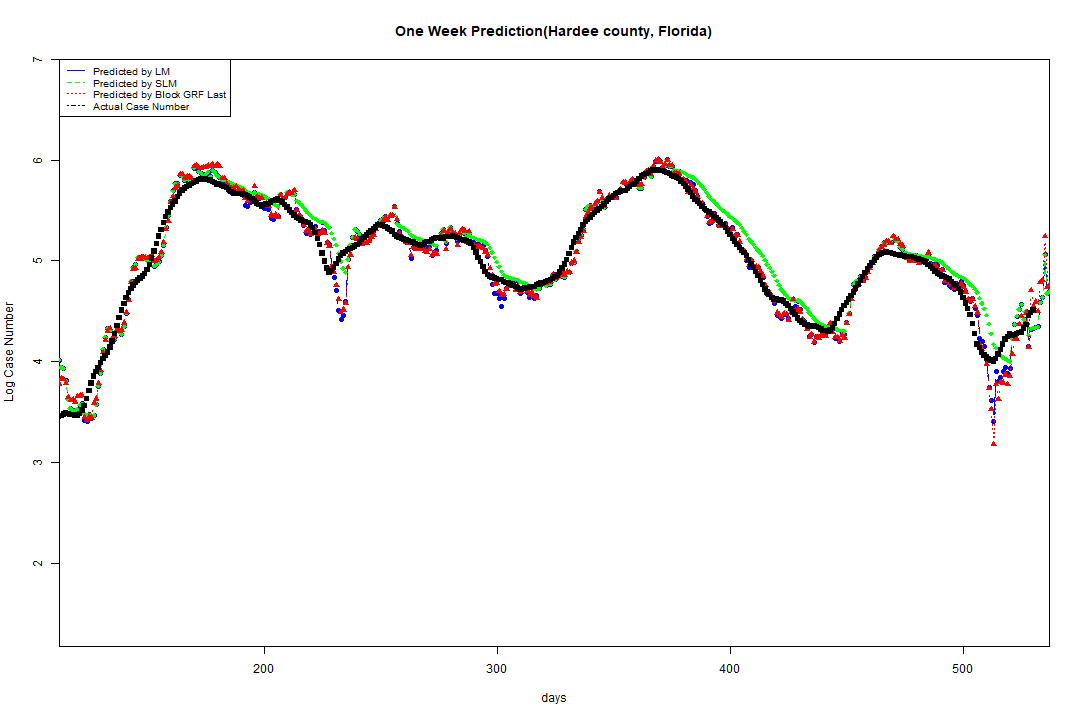 One Week Prediction(Hardee county, Florida)
Predicted by LM
Predicted by SLM
Predicted by Block GRF Last
Actual Case Number
7
6
5
4
3
2
Log Case Number
200
300
400
500
days